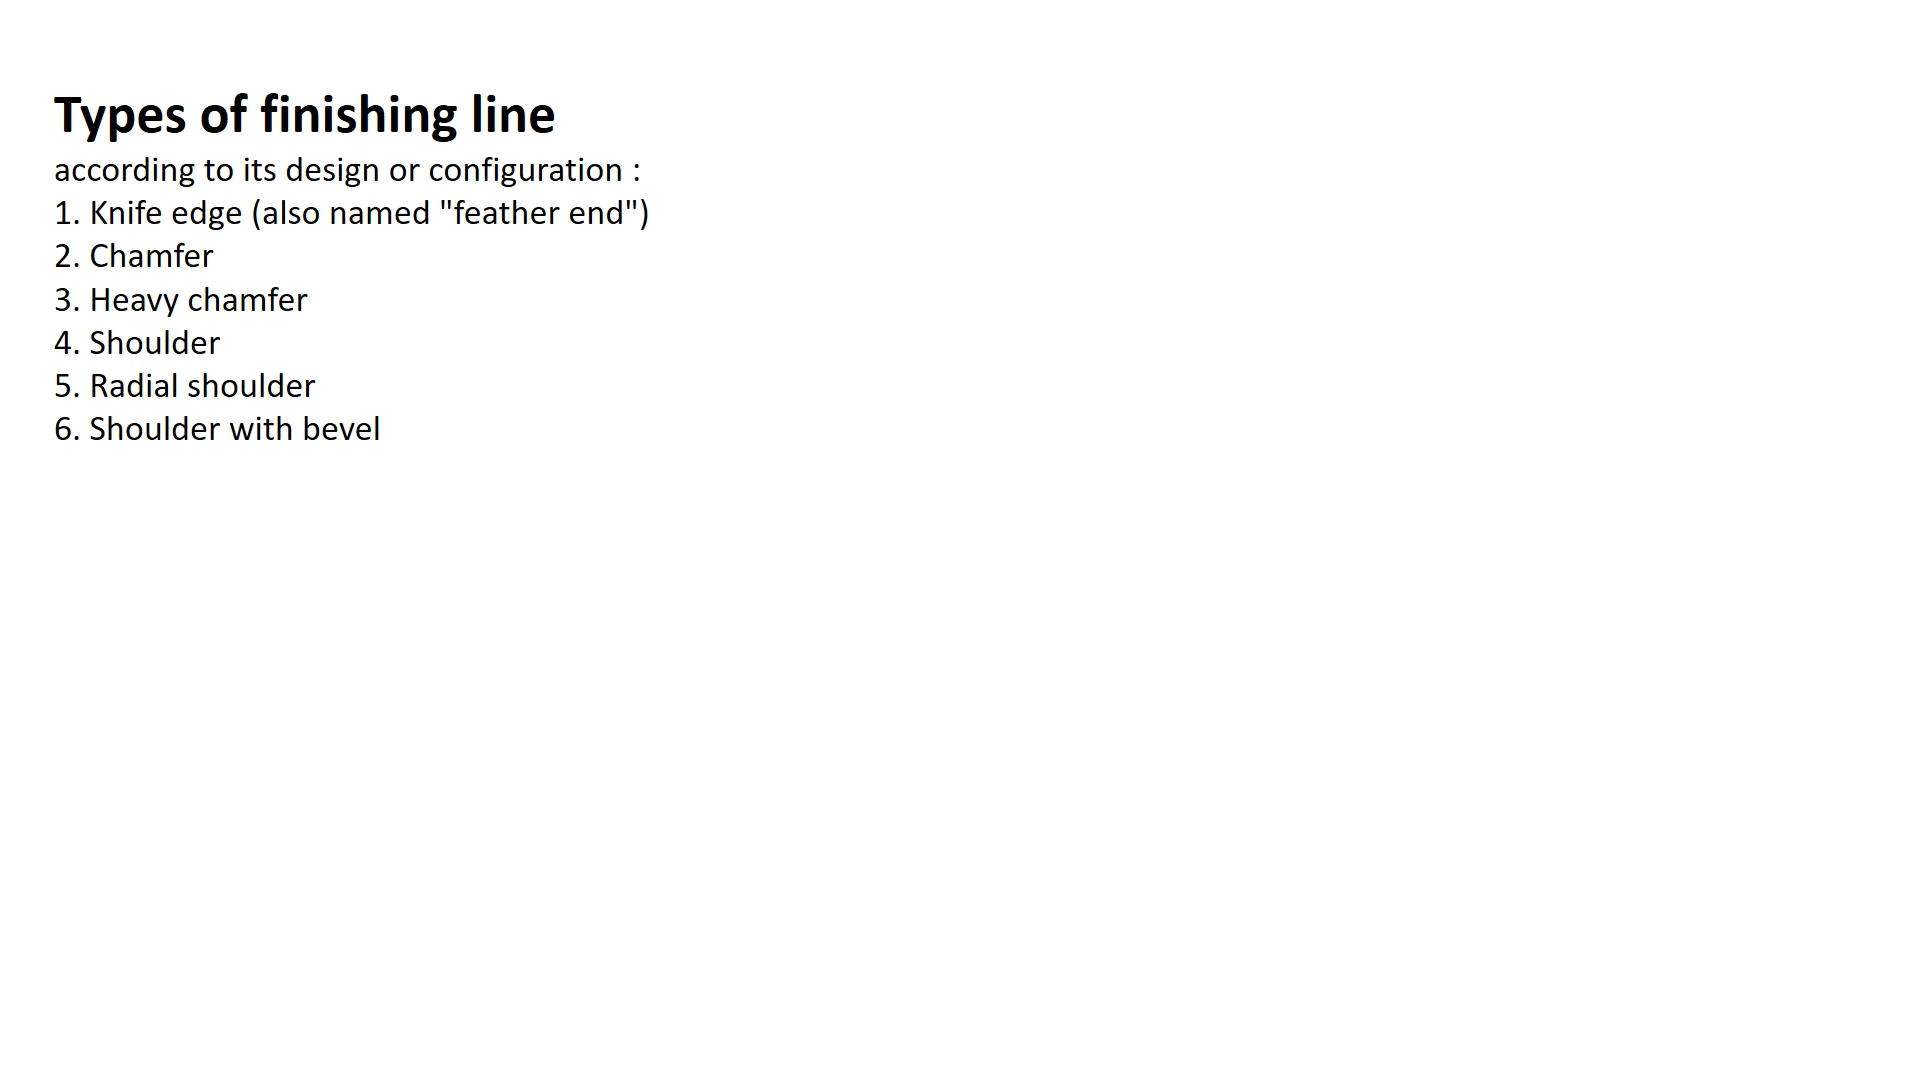 Types of finishing line
according to its design or configuration :
1. Knife edge (also named "feather end")
2. Chamfer
3. Heavy chamfer
4. Shoulder
5. Radial shoulder
6. Shoulder with bevel